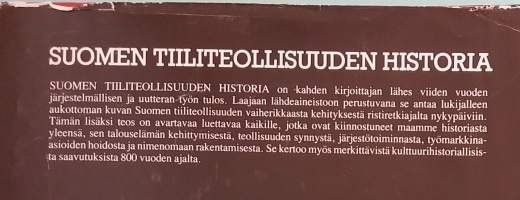 SUOMEN TIILITEOLLISUUDEN HISTORIA
SUOMEN TIILITEOLLISUUDEN HISTORIA on kahden kirjoittajan lähes viiden vuoden
järjestelmällisen ja uutteran työn tulos. Laajaan lähdeaineistoon perustuvana se antaa lukijalleen
aukottoman kuvan Suomen tiiliteollisuuden vaiherikkaasta kehityksestä ristiretkiajalta nykypäiviin.
Tämän lisäksi teos on avartavaa luettavaa kaikille, jotka ovat kiinnostuneet maamme historiasta
yleensä, sen talouselämän kehittymisestä, teollisuuden synnystä, järjestötoiminnasta, työmarkkina-
asioiden hoidosta ja nimenomaan rakentamisesta. Se kertoo myös merkittävistä kulttuurihistoriallisis-
ta saavutuksista 800 vuoden ajalta.